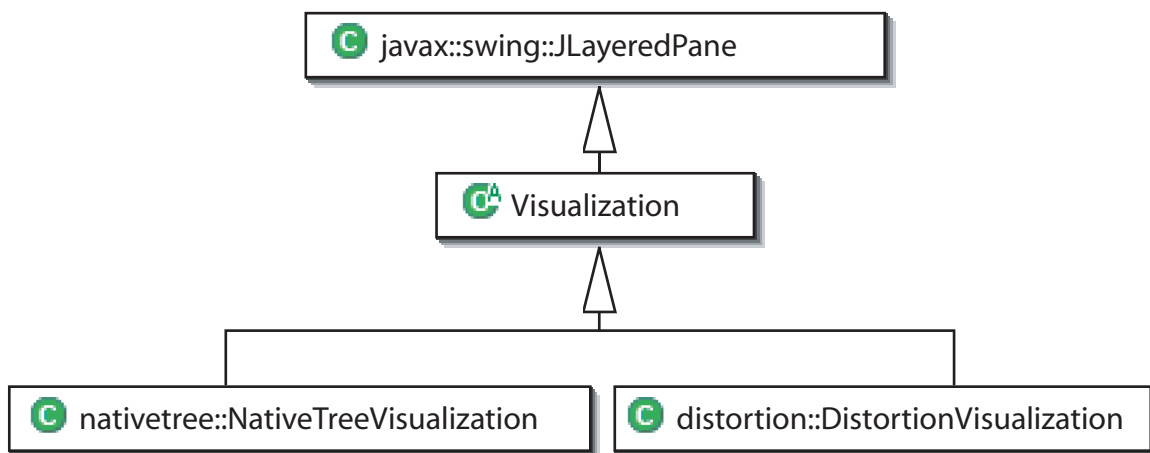 C javax::swing::JLayeredPane
C A Visualization
C nativetree::NativeTreeVisualization
C distortion::DistortionVisualization